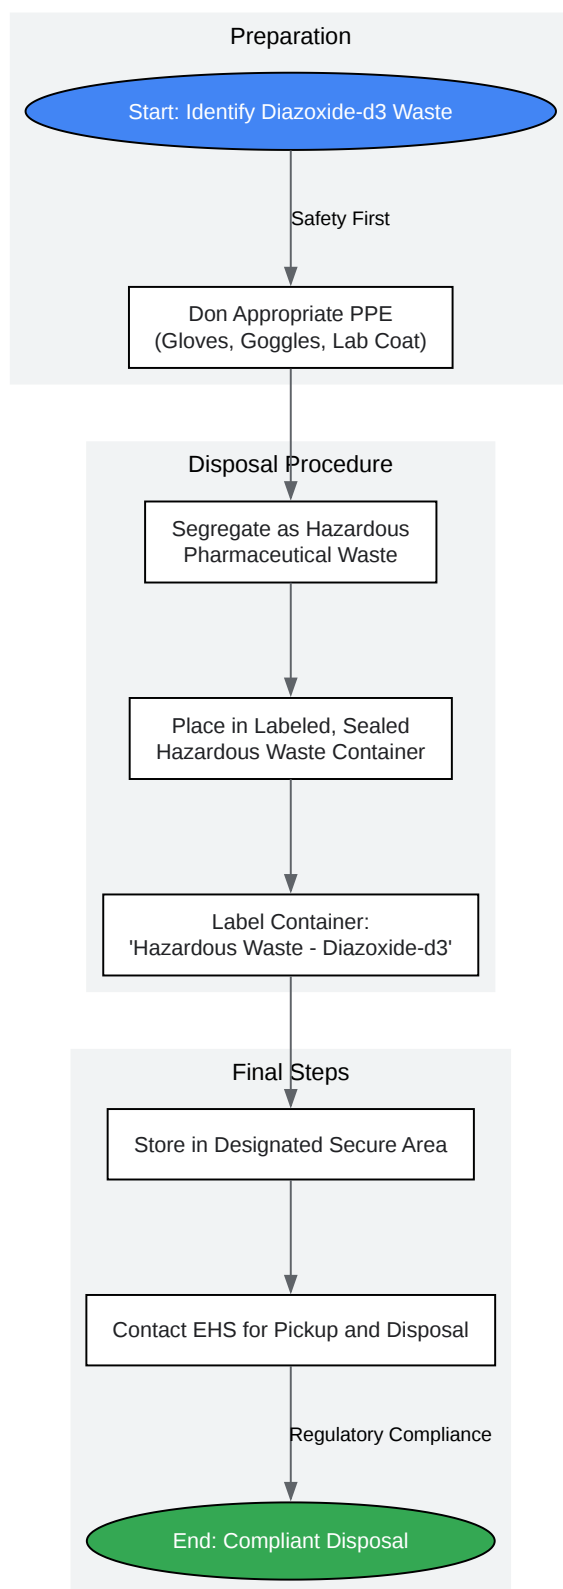 Preparation
Start: Identify Diazoxide-d3 Waste
Safety First
Don Appropriate PPE
(Gloves, Goggles, Lab Coat)
Disposal Procedure
Segregate as Hazardous
Pharmaceutical Waste
Place in Labeled, Sealed
Hazardous Waste Container
Label Container:
'Hazardous Waste - Diazoxide-d3'
Final Steps
Store in Designated Secure Area
Contact EHS for Pickup and Disposal
Regulatory Compliance
End: Compliant Disposal